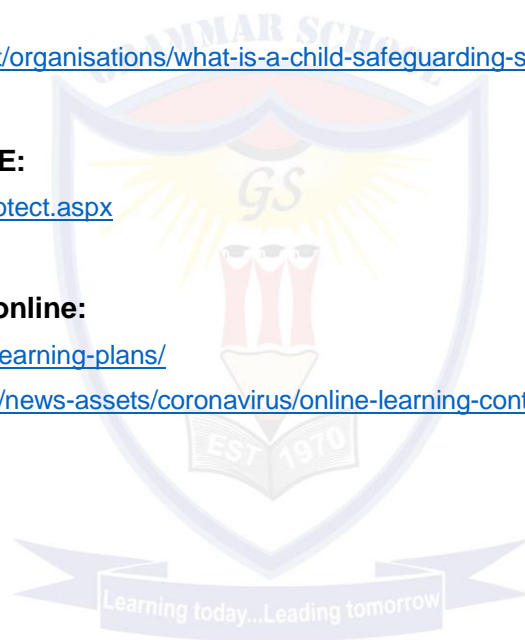 GRAMMAR SCHOOL
t/organisations/what-is-a-child-safeguarding-s
E:
GS
otect.aspx
online:
earning-plans/
/news-assets/coronavirus/online-learning-cont
EST 1970
Learning today...Leading tomorrow